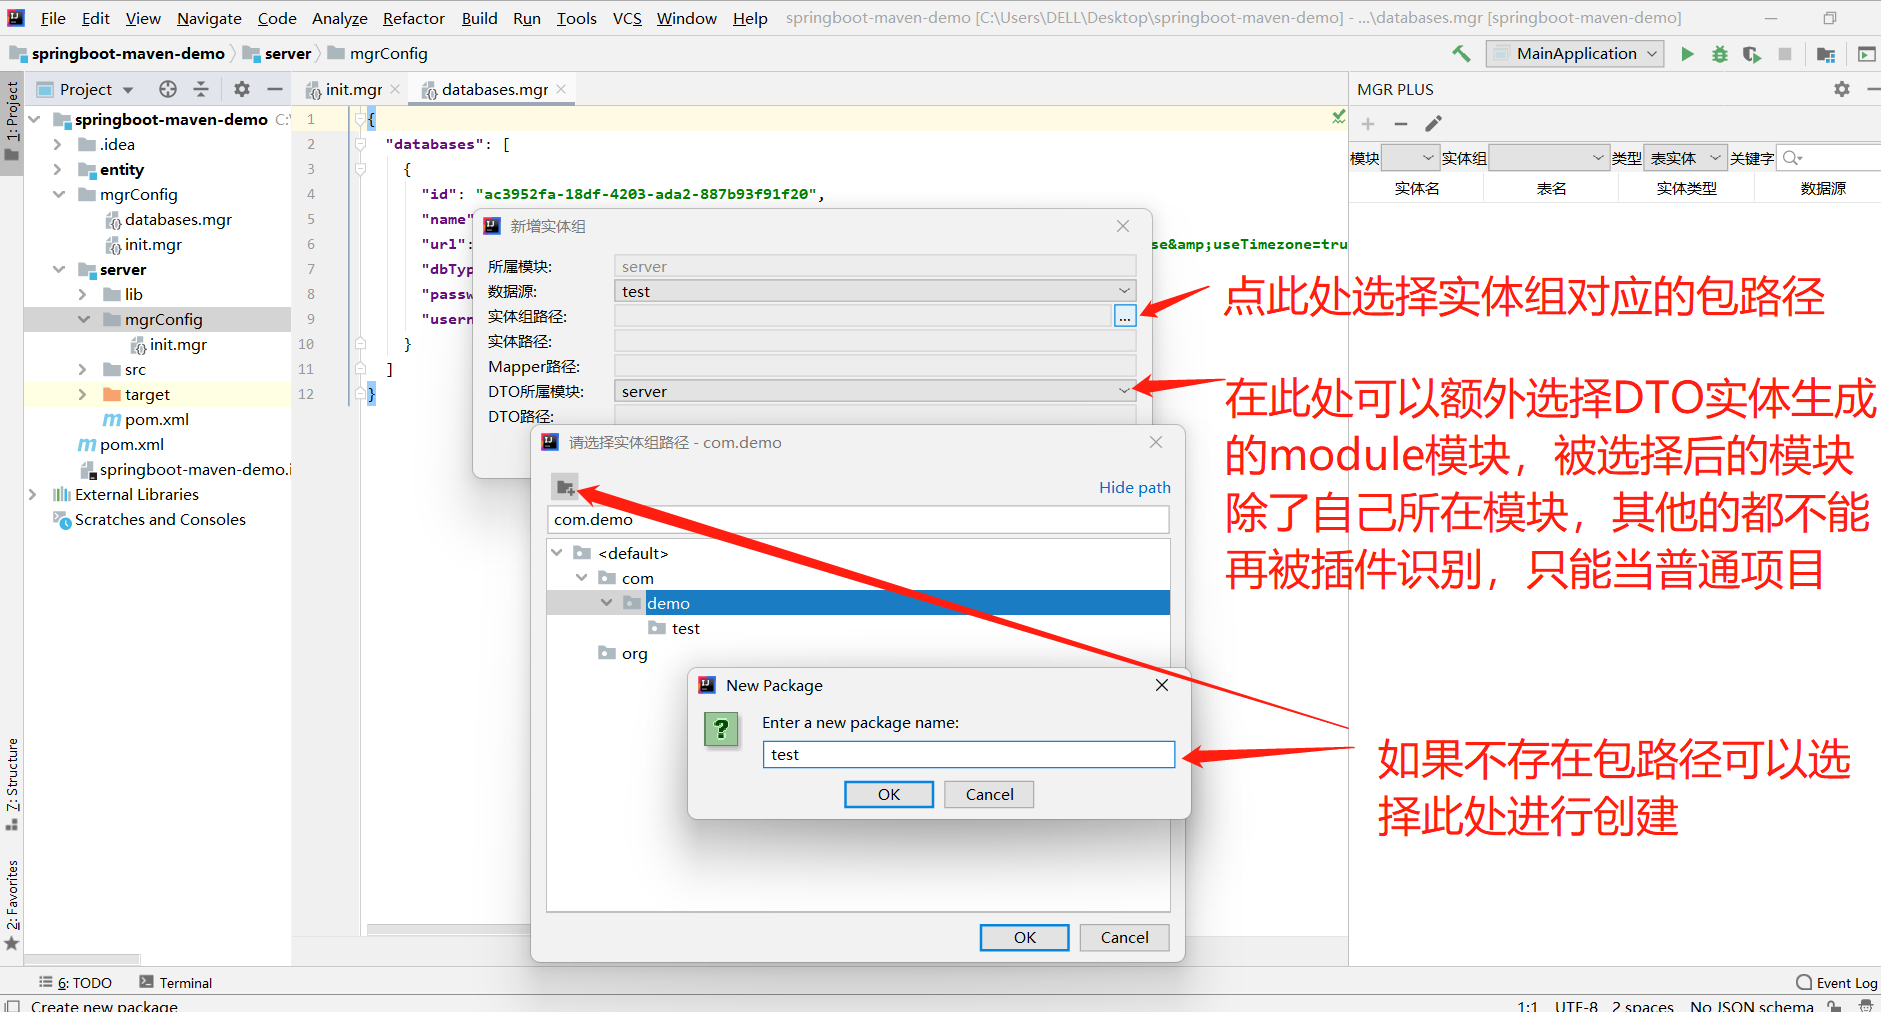 File Edit View Navigate Code Analyze Refactor Build Run Tools VCS Window Help springboot-maven-demo [C:\Users\DELL\Desktop\springboot-maven-demo] - ...\databases.mgr [springboot-maven-demo]
springboot-maven-demo server mgrConfig
MainApplication
1: Project
Project
init.mgr
databases.mgr
MGR PLUS
springboot-maven-demo C:\
.idea
entity
mgrConfig
databases.mgr
init.mgr
server
lib
mgrConfig
init.mgr
src
target
pom.xml
pom.xml
springboot-maven-demo.i
External Libraries
Scratches and Consoles
7: Structure
2: Favorites
1 {
2 "databases": [
3 {
4 "id": "ac3952fa-18df-4203-ada2-887b93f91f20",
5 "name"
6 "url": se&amp;useTimezone=tru
7 "dbTyp
8 "passw
9 "usern
10 }
11 ]
12 }
模块 实体组 类型 表实体 关键字
实体名 表名 实体类型 数据源
新增实体组
所属模块: server
数据源: test
实体组路径: ...
实体路径:
Mapper路径:
DTO所属模块: server
DTO路径:
点此处选择实体组对应的包路径
在此处可以额外选择DTO实体生成
的module模块，被选择后的模块
除了自己所在模块，其他的都不能
再被插件识别，只能当普通项目
请选择实体组路径 - com.demo
Hide path
com.demo
<default>
com
demo
test
org
New Package
Enter a new package name:
test
OK Cancel
如果不存在包路径可以选
择此处进行创建
OK Cancel
6: TODO Terminal Event Log
Create new package 1:1 UTF-8 2 spaces No JSON schema